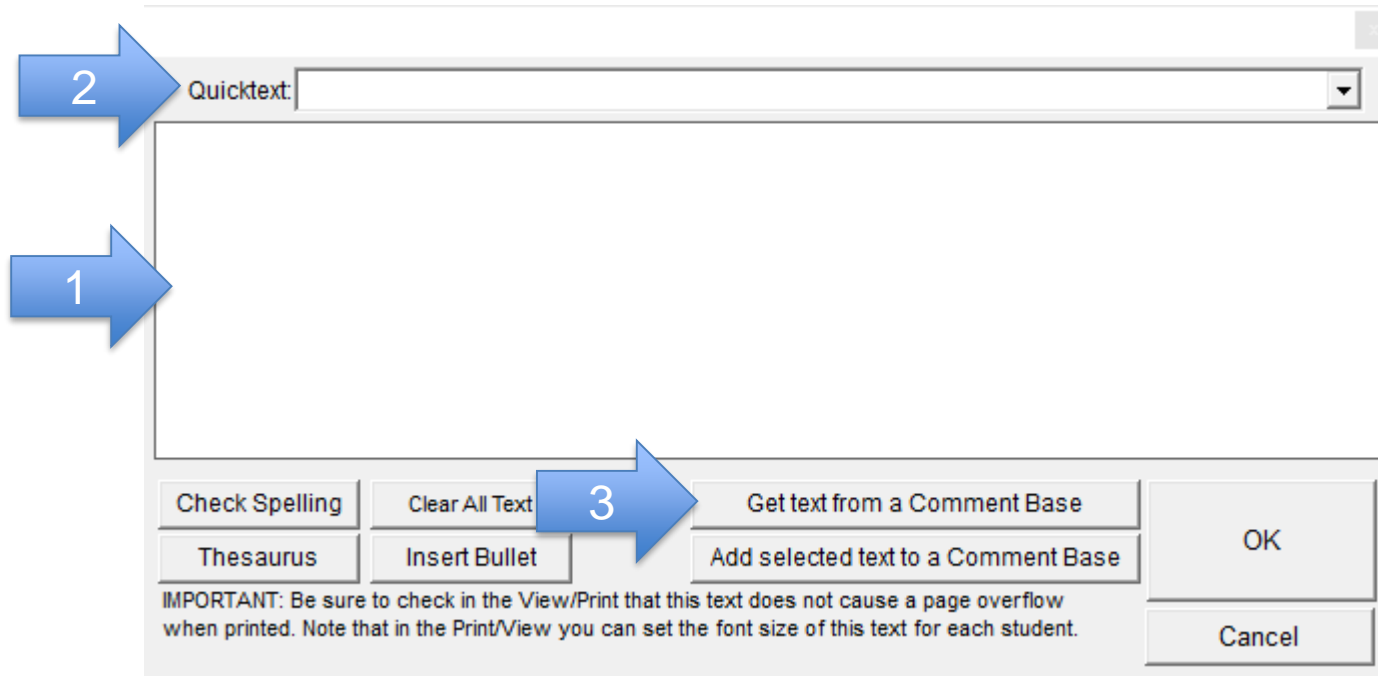 2
Quicktext:
1
Check Spelling
Clear All Text
3
Get text from a Comment Base
OK
Thesaurus
Insert Bullet
Add selected text to a Comment Base
IMPORTANT: Be sure to check in the View/Print that this text does not cause a page overflow
when printed. Note that in the Print/View you can set the font size of this text for each student.
Cancel